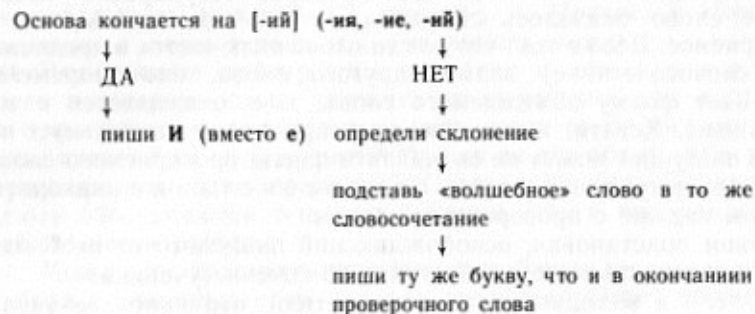 Основа кончается на [-ий] (-ия, -ие, -ий)
ДА НЕТ
пиши И (вместо е) определи склонение
подставь «волшебное» слово в то же
словосочетание
пиши ту же букву, что и в окончаниии
проверочного слова